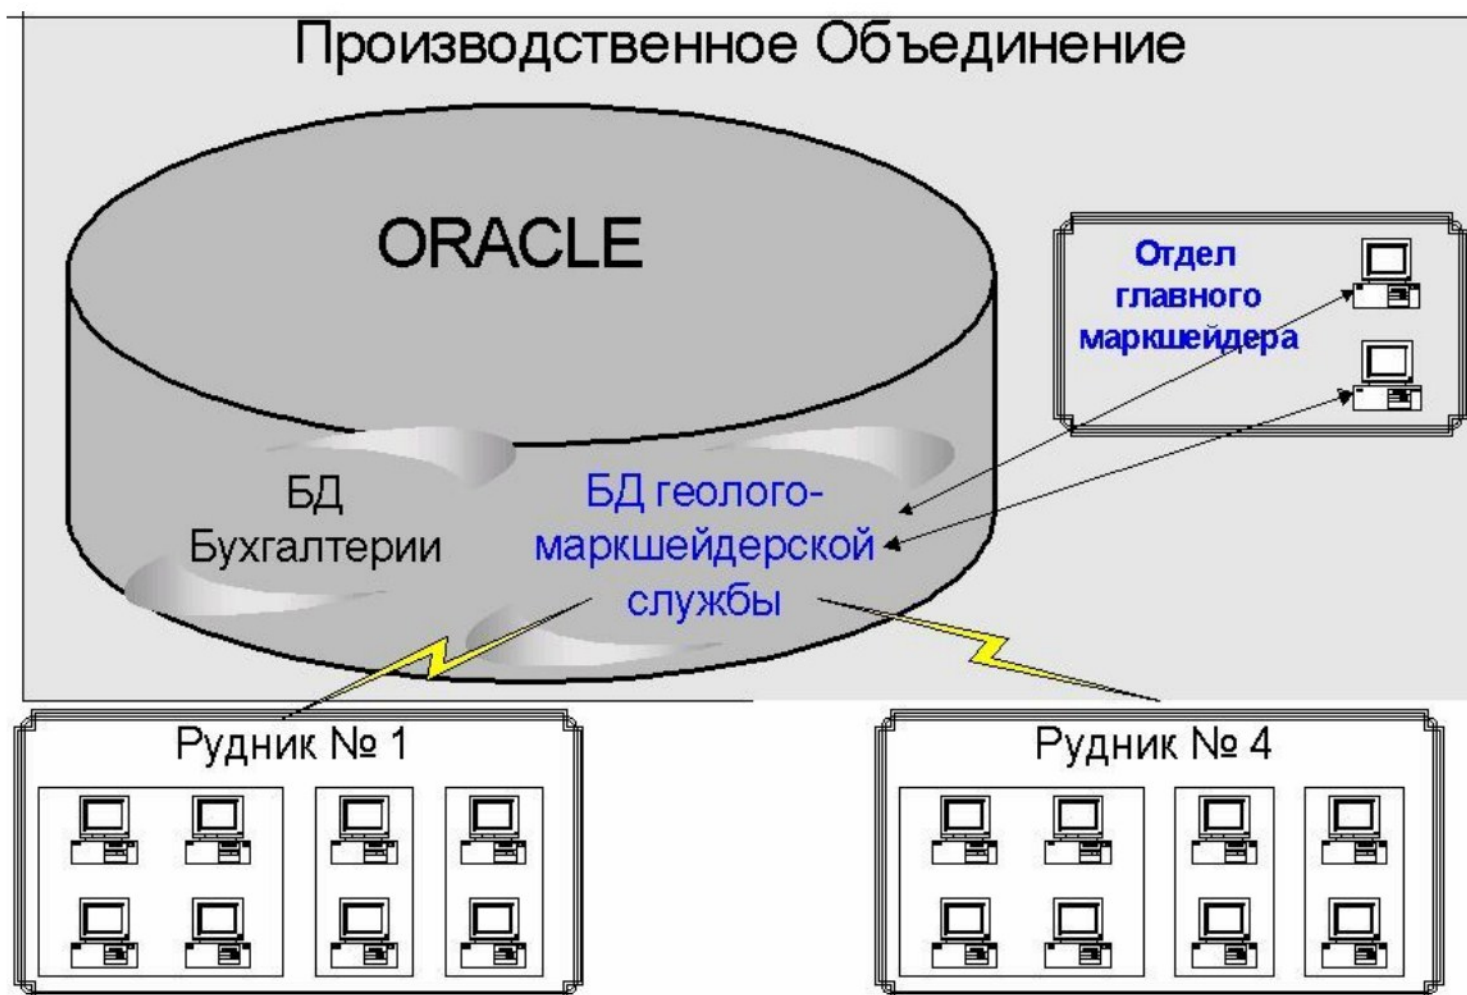 Производственное Объединение
ORACLE
Отдел
главного
маркшейдера
БД
Бухгалтерии
БД геолого-
маркшейдерской
службы
Рудник № 1
Рудник № 4